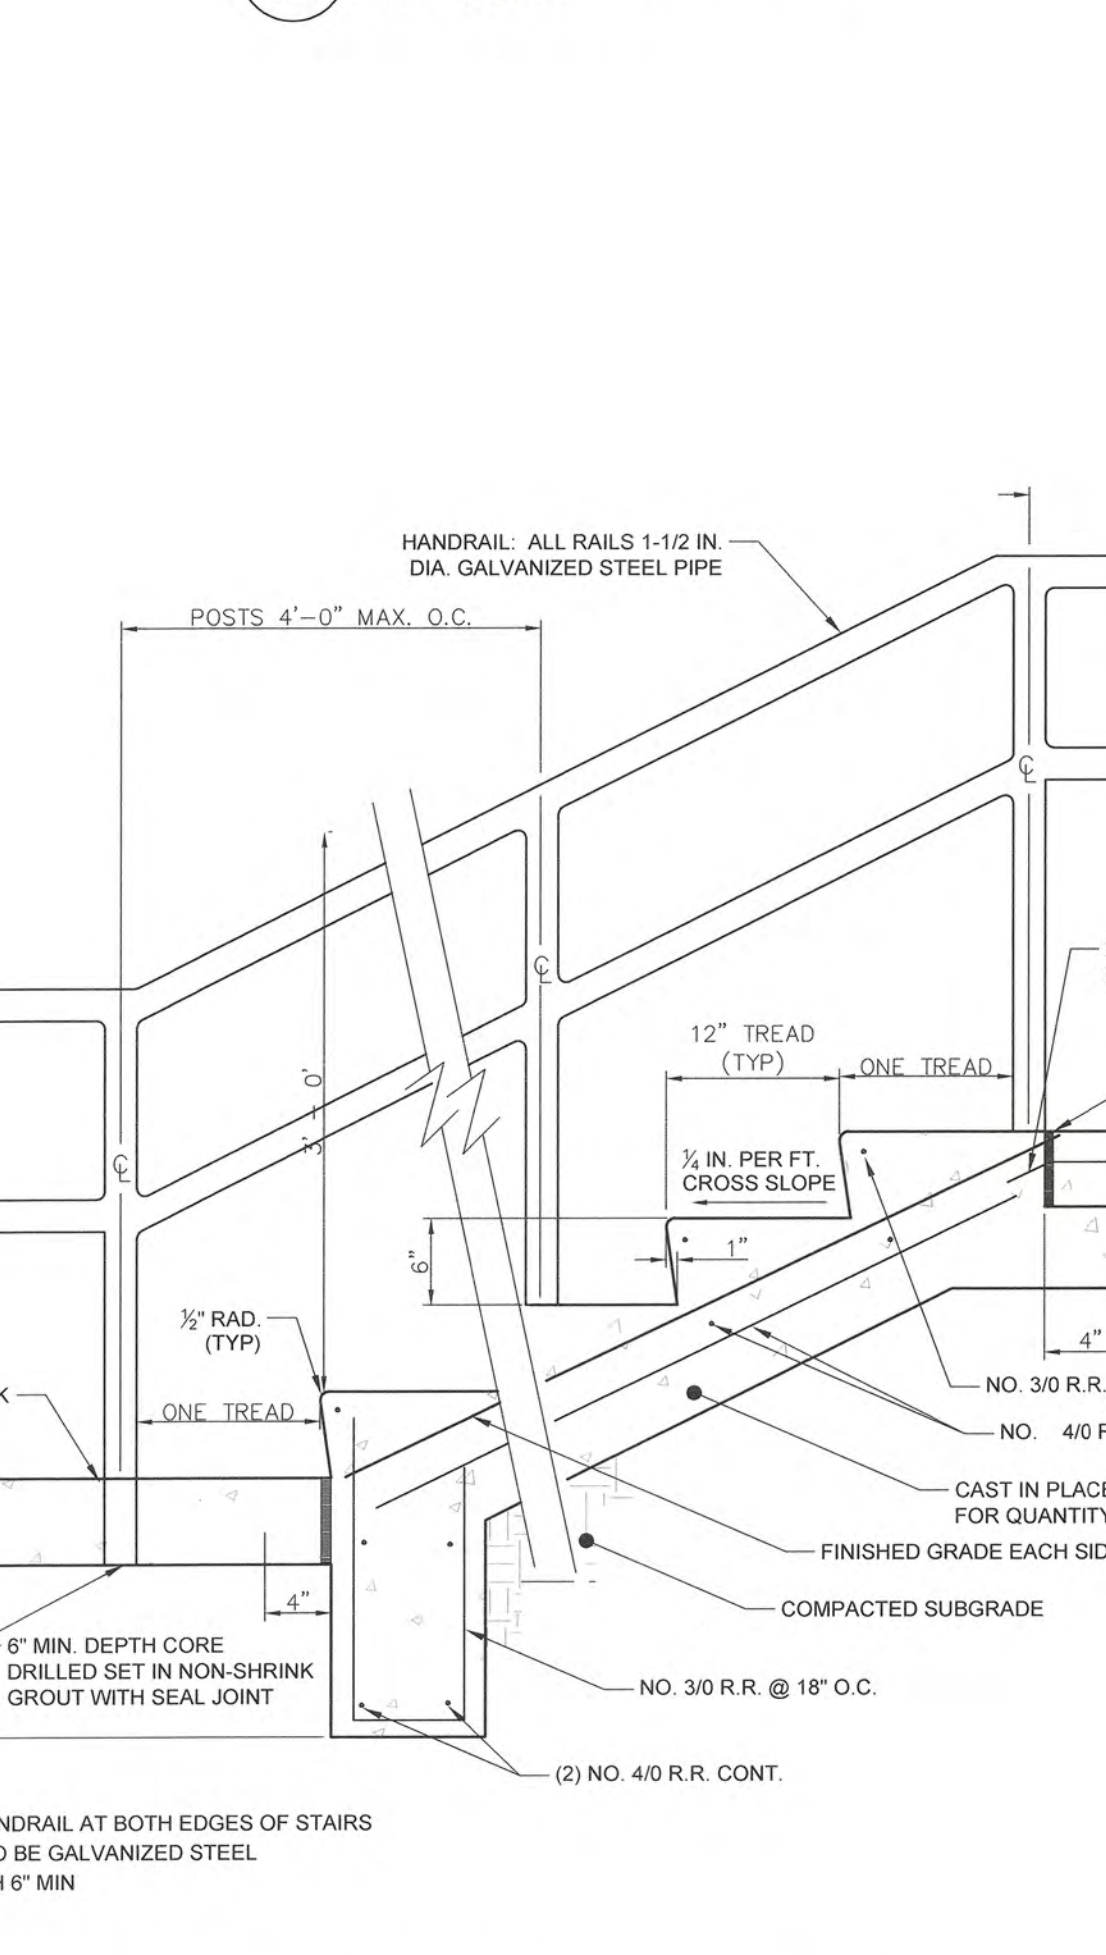 HANDRAIL: ALL RAILS 1-1/2 IN.
DIA. GALVANIZED STEEL PIPE
POSTS 4'-0" MAX. O.C.
℄
℄
℄
12" TREAD
(TYP)
ONE TREAD
3' - 0'
¼ IN. PER FT.
CROSS SLOPE
6"
1"
½" RAD.
(TYP)
4"
K
ONE TREAD
NO. 3/0 R.R.
NO. 4/0 R
CAST IN PLACE
FOR QUANTITY
FINISHED GRADE EACH SID
4"
COMPACTED SUBGRADE
6" MIN. DEPTH CORE
DRILLED SET IN NON-SHRINK
GROUT WITH SEAL JOINT
NO. 3/0 R.R. @ 18" O.C.
(2) NO. 4/0 R.R. CONT.
NDRAIL AT BOTH EDGES OF STAIRS
O BE GALVANIZED STEEL
H 6" MIN